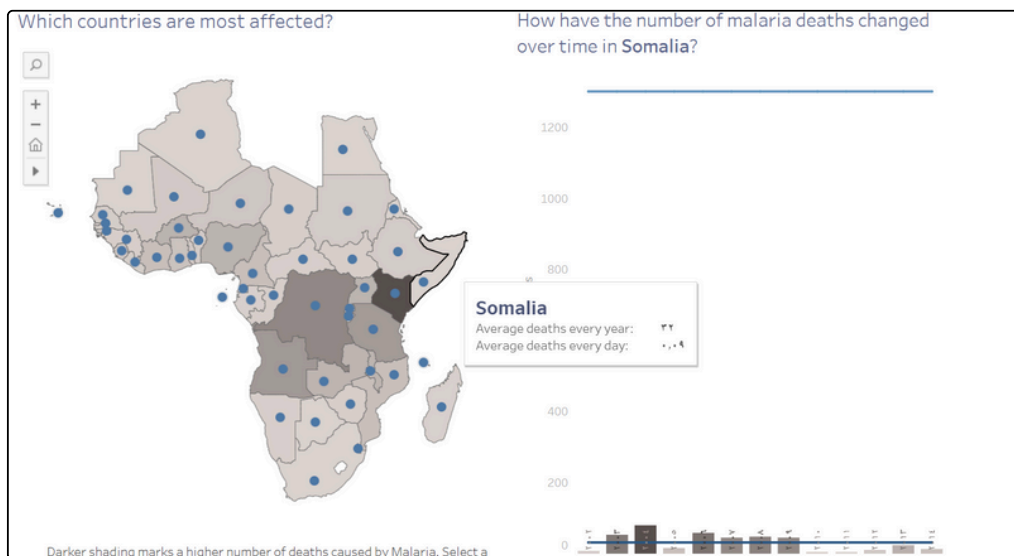 Which countries are most affected?
How have the number of malaria deaths changed
over time in Somalia?
1200
1000
800
400
200
0
Somalia
Average deaths every year: ٣٢
Average deaths every day: ٠,٠٩
Darker shading marks a higher number of deaths caused by Malaria. Select a